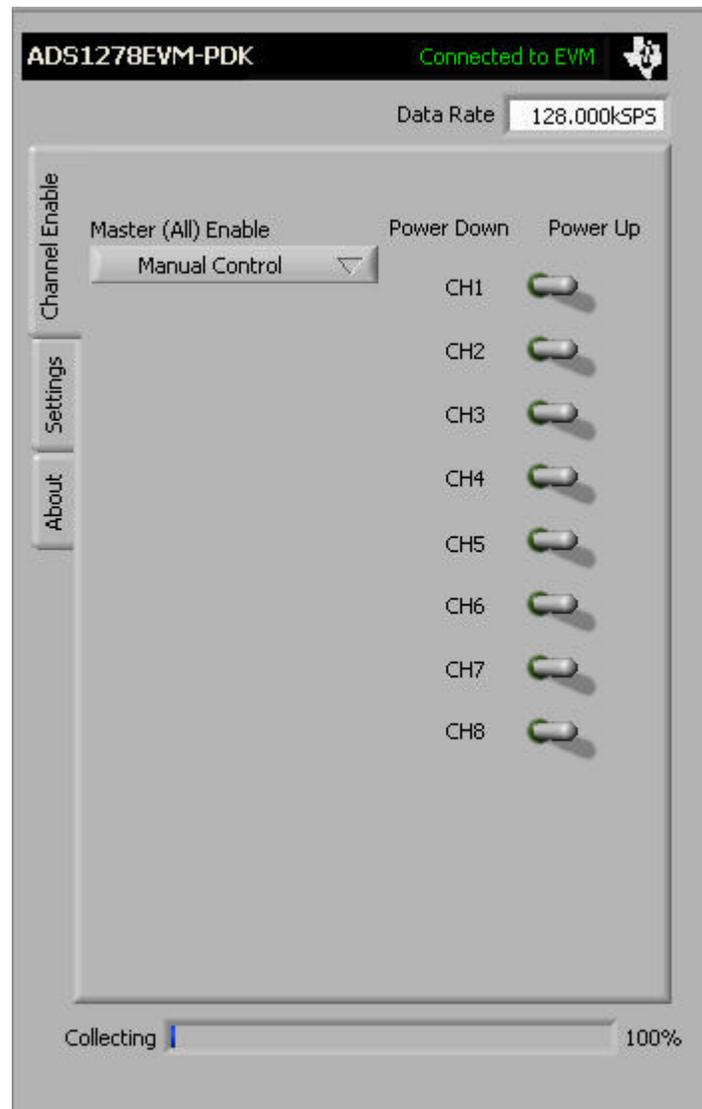 ADS1278EVM-PDK Connected to EVM
Data Rate 128.000kSPS
Channel Enable
Settings
About
Master (All) Enable
Manual Control
Power Down Power Up
CH1
CH2
CH3
CH4
CH5
CH6
CH7
CH8
Collecting 100%